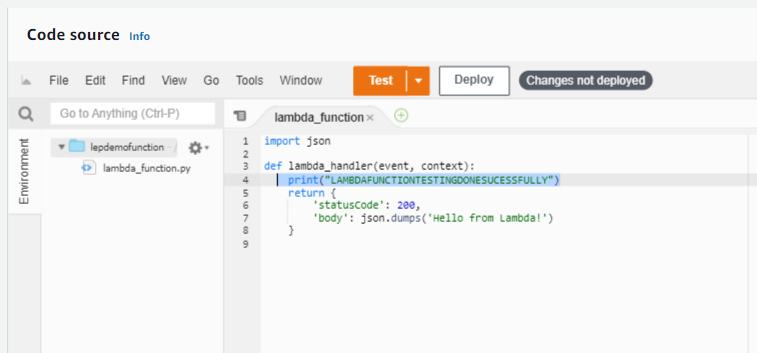 Code source Info
File Edit Find View Go Tools Window Test Deploy Changes not deployed
Go to Anything (Ctrl-P)
lambda_function
Environment
lepdemofunction - /
lambda_function.py
1 import json
2
3 def lambda_handler(event, context):
4 print("LAMBDAFUNCTIONTESTINGDONESUCESSFULLY")
5 return {
6 'statusCode': 200,
7 'body': json.dumps('Hello from Lambda!')
8 }
9